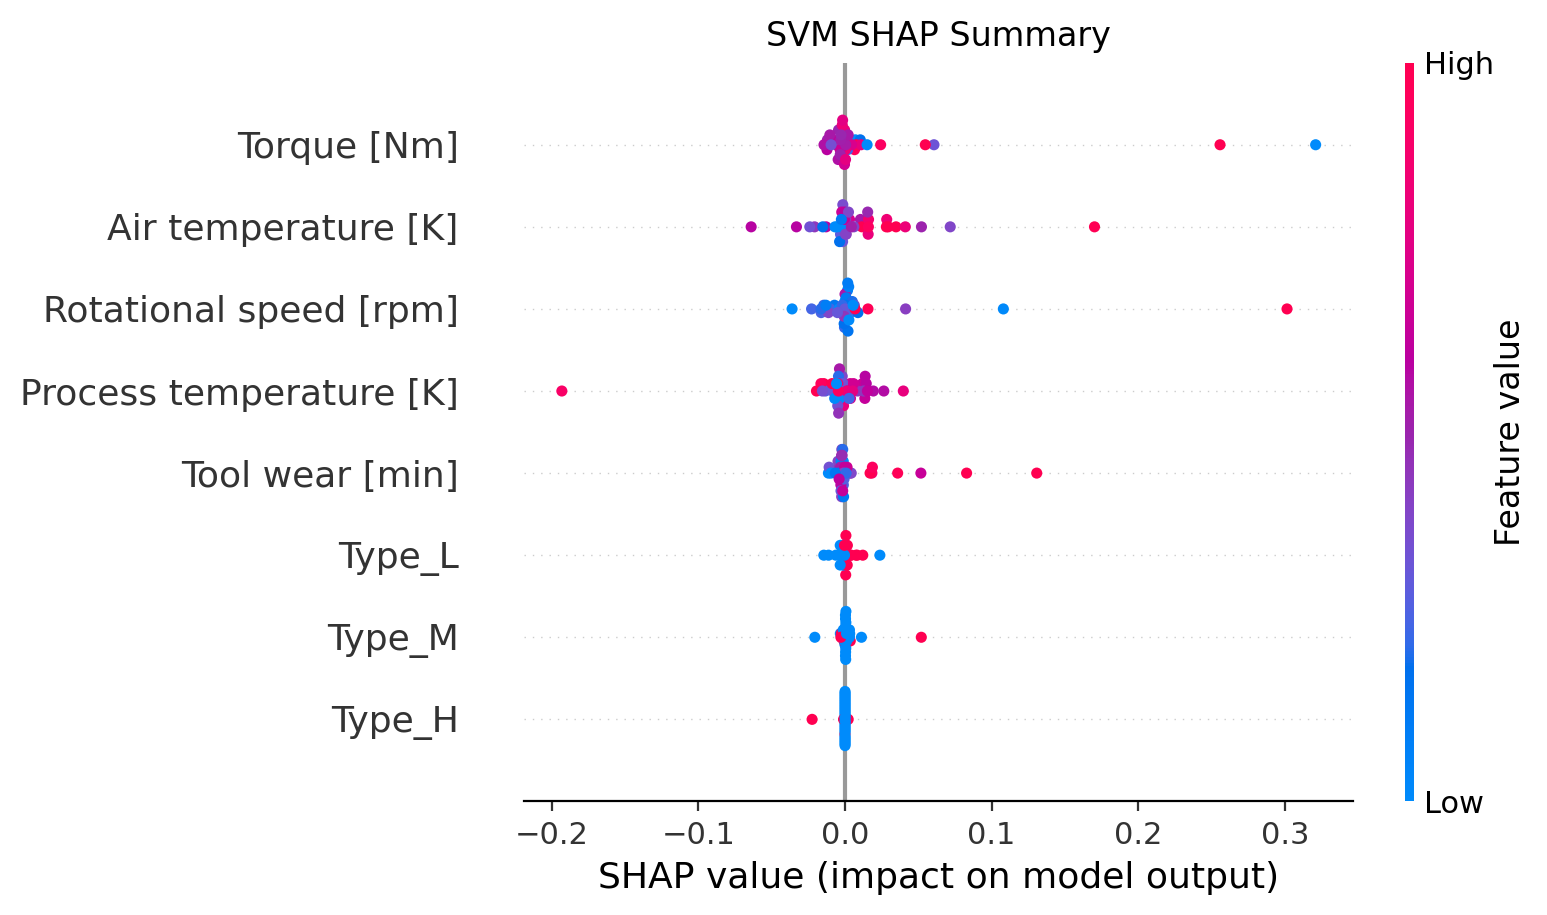 SVM SHAP Summary
High
Torque [Nm]
Air temperature [K]
Rotational speed [rpm]
Process temperature [K]
Tool wear [min]
Type_L
Type_M
Type_H
Feature value
Low
−0.2 −0.1 0.0 0.1 0.2 0.3
SHAP value (impact on model output)